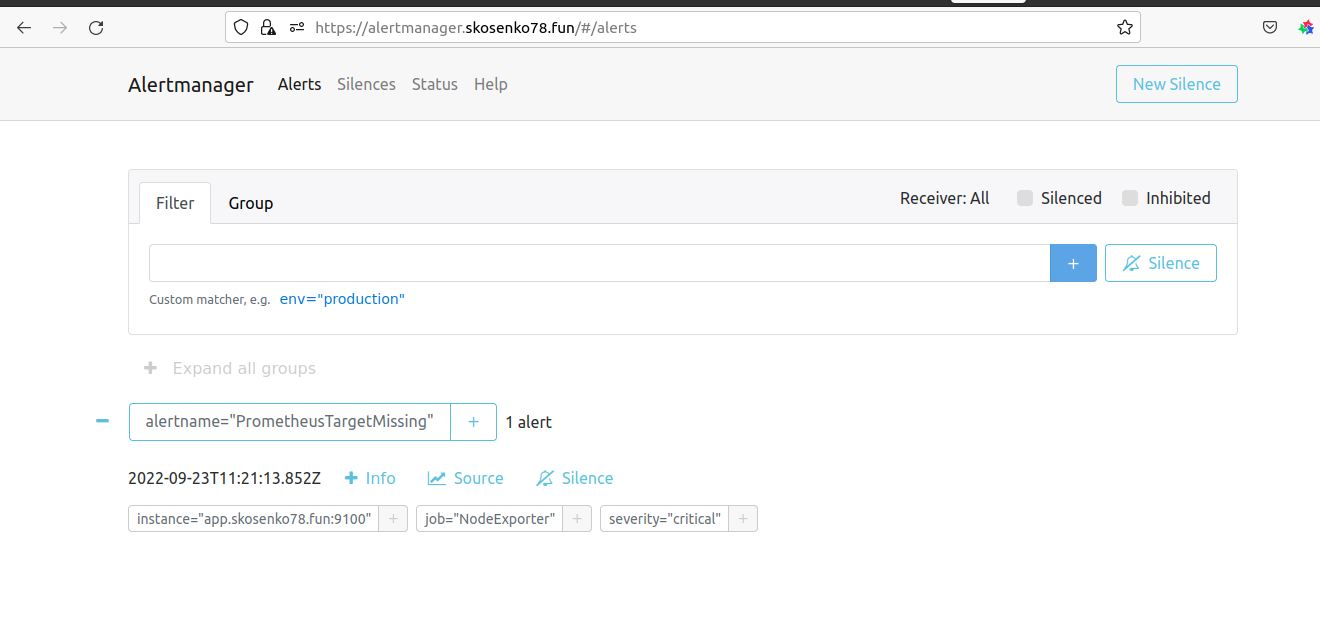 https://alertmanager.skosenko78.fun/#/alerts
Alertmanager Alerts Silences Status Help New Silence
Filter Group Receiver: All Silenced Inhibited
+ Silence
Custom matcher, e.g. env="production"
+ Expand all groups
alertname="PrometheusTargetMissing" + 1 alert
2022-09-23T11:21:13.852Z + Info Source Silence
instance="app.skosenko78.fun:9100" + job="NodeExporter" + severity="critical" +